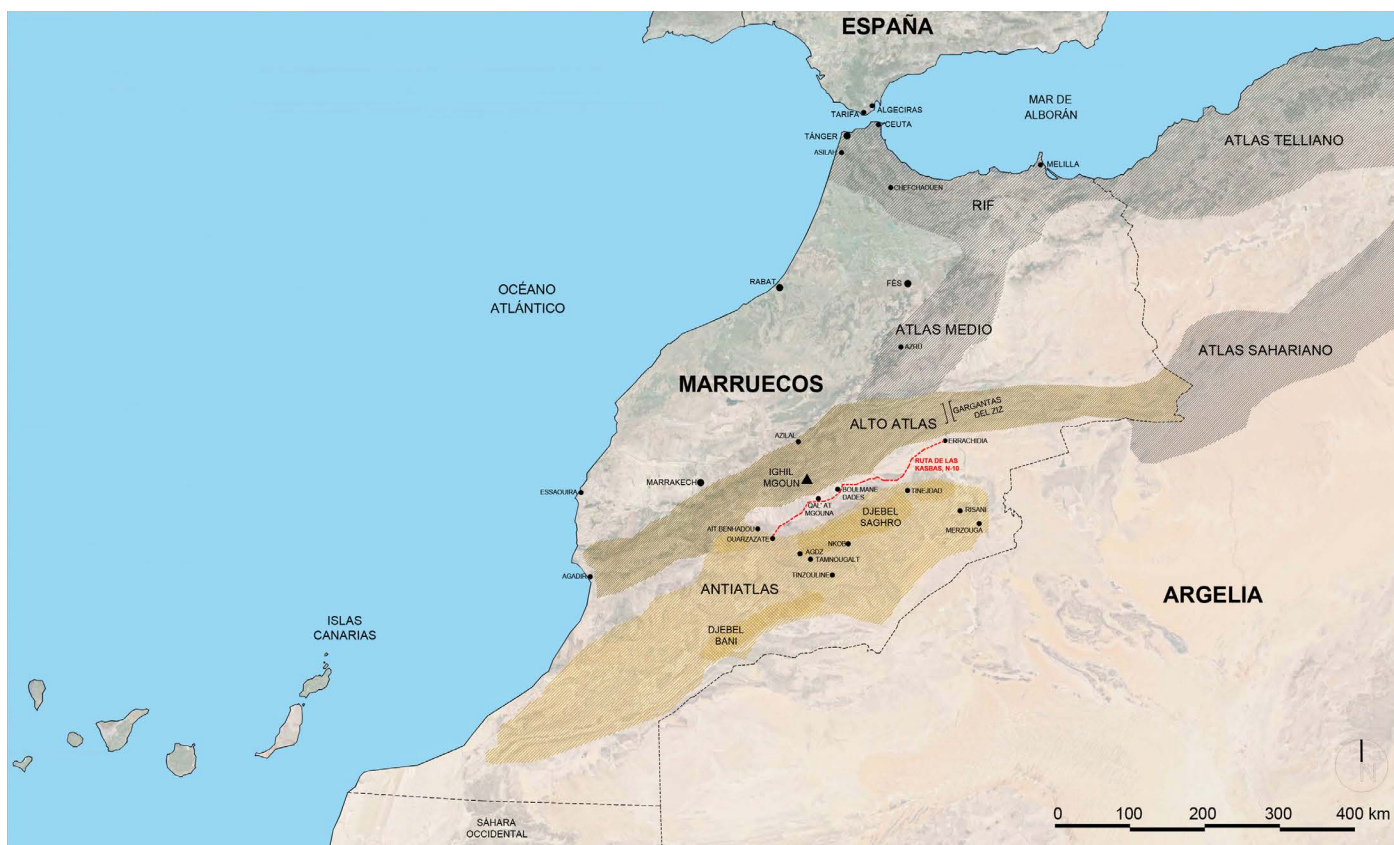 ESPAÑA
ALGECIRAS
TARIFA
CEUTA
TÁNGER
ASILAH
MAR DE
ALBORÁN
MELILLA
ATLAS TELLIANO
CHEFCHAOUEN
RIF
OCÉANO
ATLÁNTICO
RABAT
FÈS
ATLAS MEDIO
AZRÚ
ATLAS SAHARIANO
MARRUECOS
GARGANTAS
DEL ZIZ
ALTO ATLAS
AZILAL
ERRACHIDIA
RUTA DE LAS
KASBAS, N-10
IGHIL
MGOUN
MARRAKECH
ESSAOUIRA
BOULMANE
DADES
TINEJDAD
QAL' AT
MGOUNA
DJEBEL
SAGHRO
RISANI
MERZOUGA
AÏT BENHADOU
OUARZAZATE
NKOB
AGDZ
TAMNOUGALT
TINZOULINE
AGADIR
ANTIATLAS
ARGELIA
DJEBEL
BANI
ISLAS
CANARIAS
N
SÁHARA
OCCIDENTAL
0 100 200 300 400 km